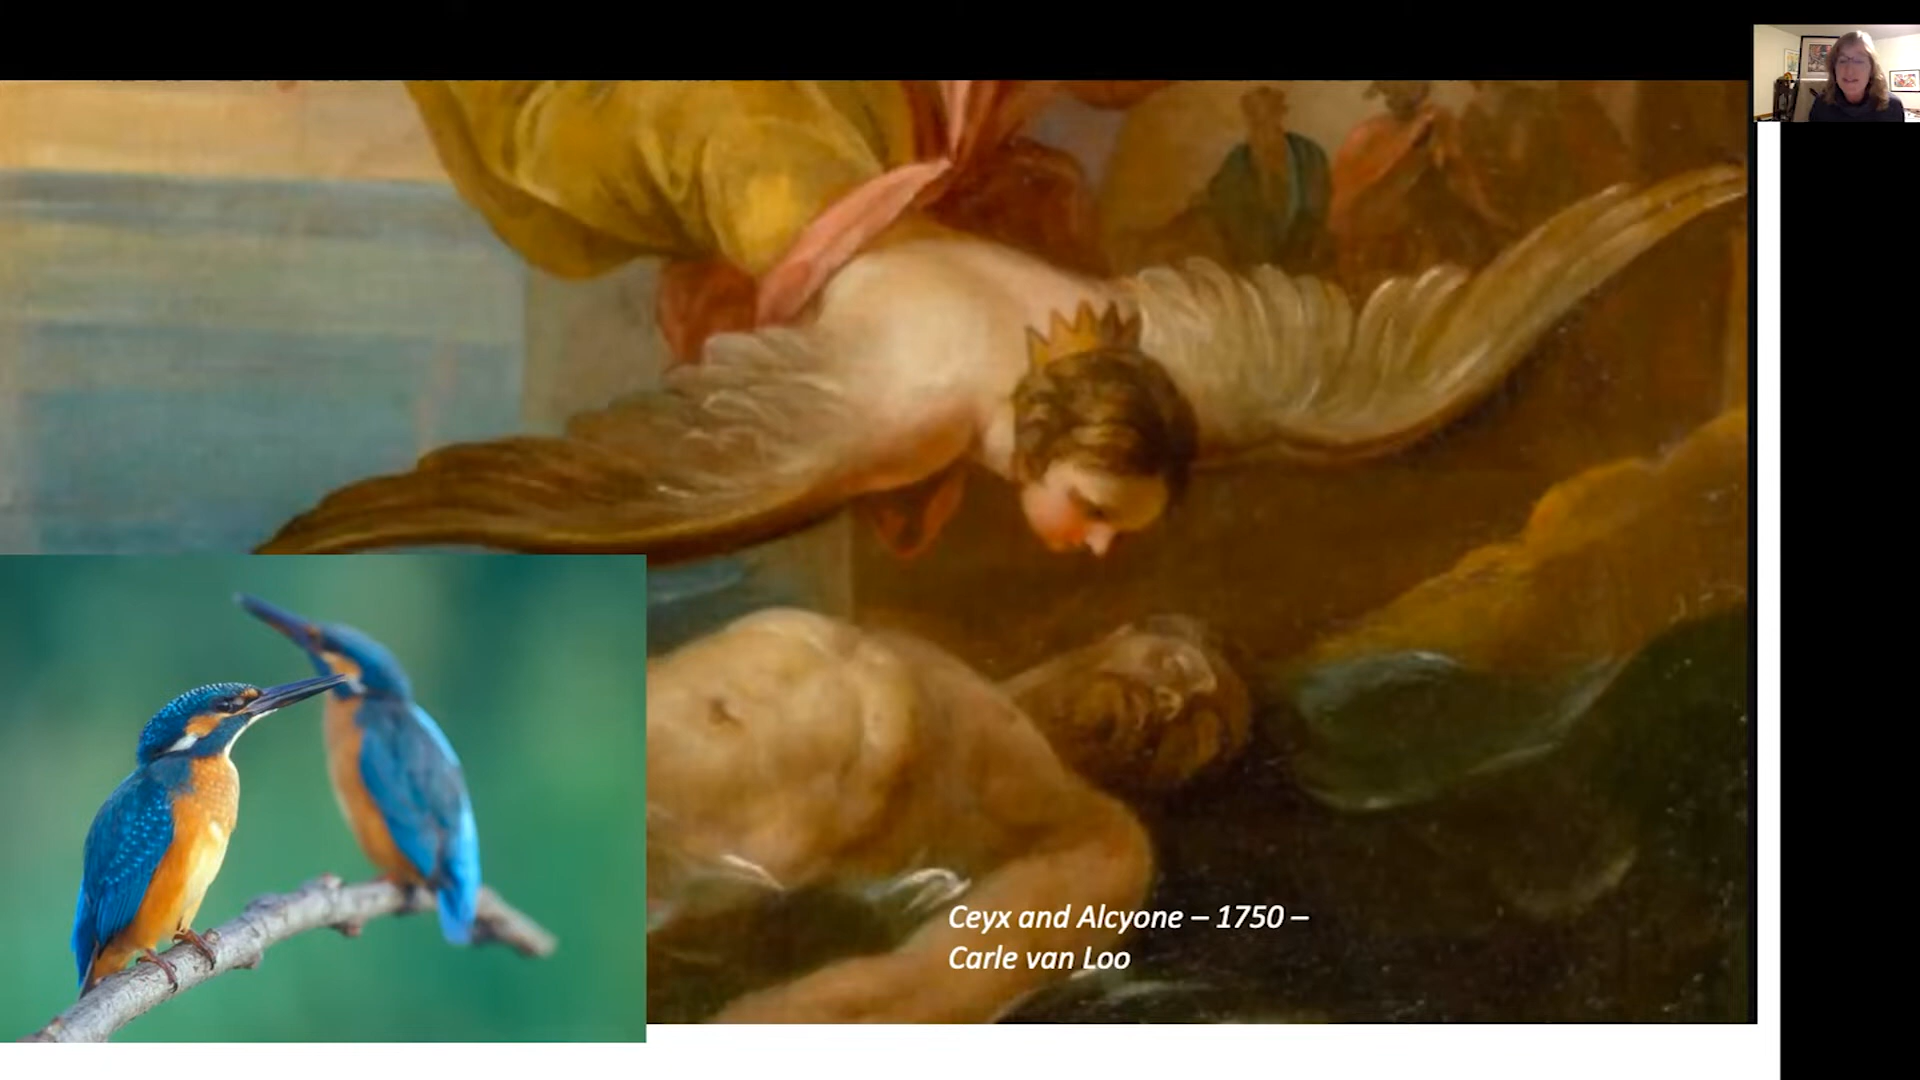 Ceyx and Alcyone – 1750 –
Carle van Loo